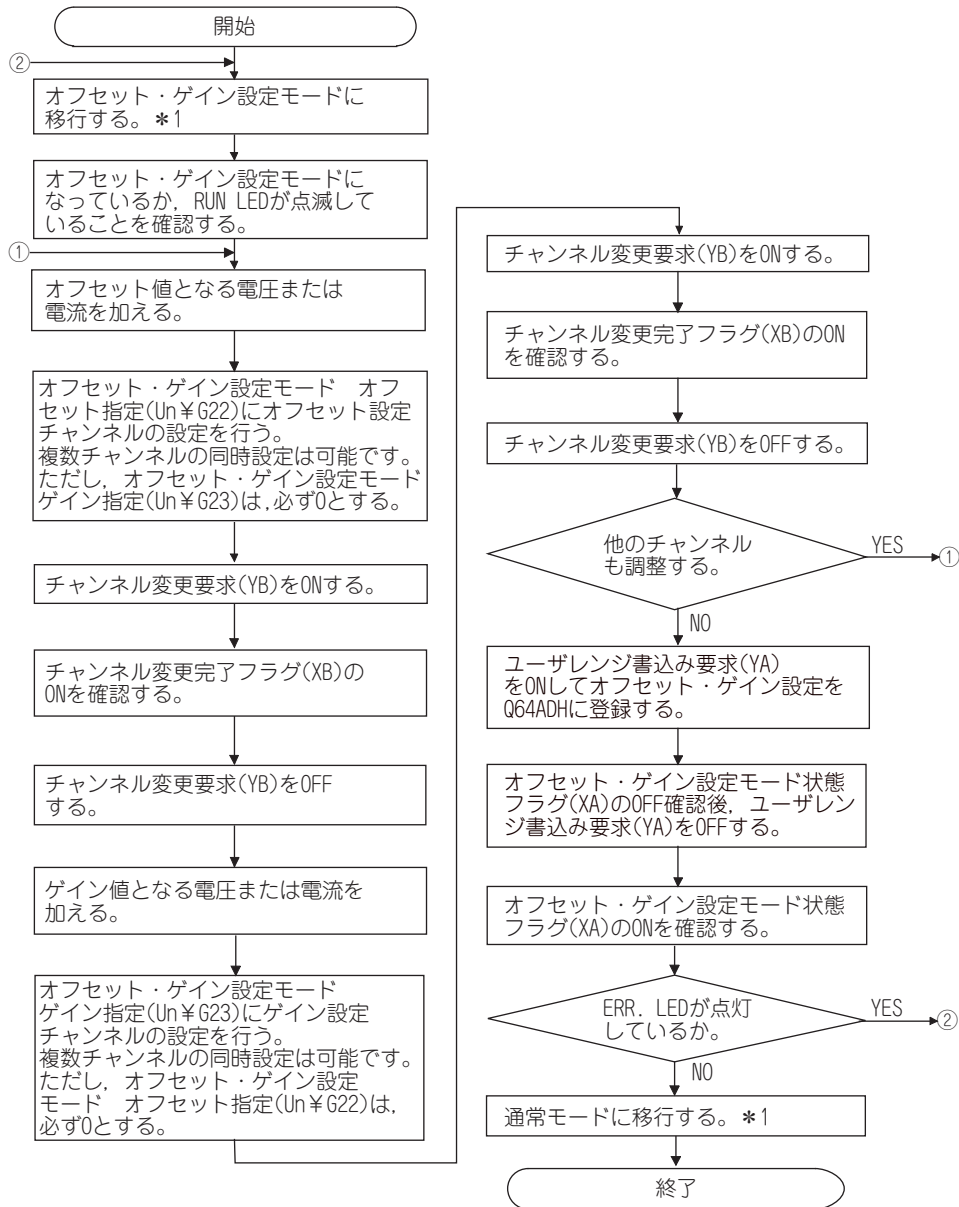 開始
②
オフセット・ゲイン設定モードに
移行する。＊1
オフセット・ゲイン設定モードに
なっているか，RUN LEDが点滅して
いることを確認する。
①
オフセット値となる電圧または
電流を加える。
オフセット・ゲイン設定モード　オフ
セット指定(Un￥G22)にオフセット設定
チャンネルの設定を行う。
複数チャンネルの同時設定は可能です。
ただし，オフセット・ゲイン設定モード
ゲイン指定(Un￥G23)は，必ず0とする。
チャンネル変更要求(YB)をONする。
チャンネル変更完了フラグ(XB)の
ONを確認する。
チャンネル変更要求(YB)をOFF
する。
ゲイン値となる電圧または電流を
加える。
オフセット・ゲイン設定モード
ゲイン指定(Un￥G23)にゲイン設定
チャンネルの設定を行う。
複数チャンネルの同時設定は可能です。
ただし，オフセット・ゲイン設定
モード　オフセット指定(Un￥G22)は，
必ず0とする。
チャンネル変更要求(YB)をONする。
チャンネル変更完了フラグ(XB)のON
を確認する。
チャンネル変更要求(YB)をOFFする。
他のチャンネル
も調整する。
YES
①
NO
ユーザレンジ書込み要求(YA)
をONしてオフセット・ゲイン設定を
Q64ADHに登録する。
オフセット・ゲイン設定モード状態
フラグ(XA)のOFF確認後，ユーザレン
ジ書込み要求(YA)をOFFする。
オフセット・ゲイン設定モード状態
フラグ(XA)のONを確認する。
ERR. LEDが点灯
しているか。
YES
②
NO
通常モードに移行する。＊1
終了